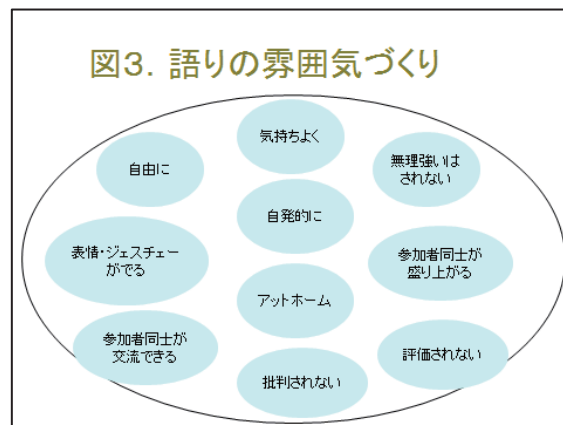 図3. 語りの雰囲気づくり
気持ちよく
自由に
無理強いは
されない
自発的に
表情・ジェスチャー
がでる
参加者同士が
盛り上がる
アットホーム
参加者同士が
交流できる
評価されない
批判されない